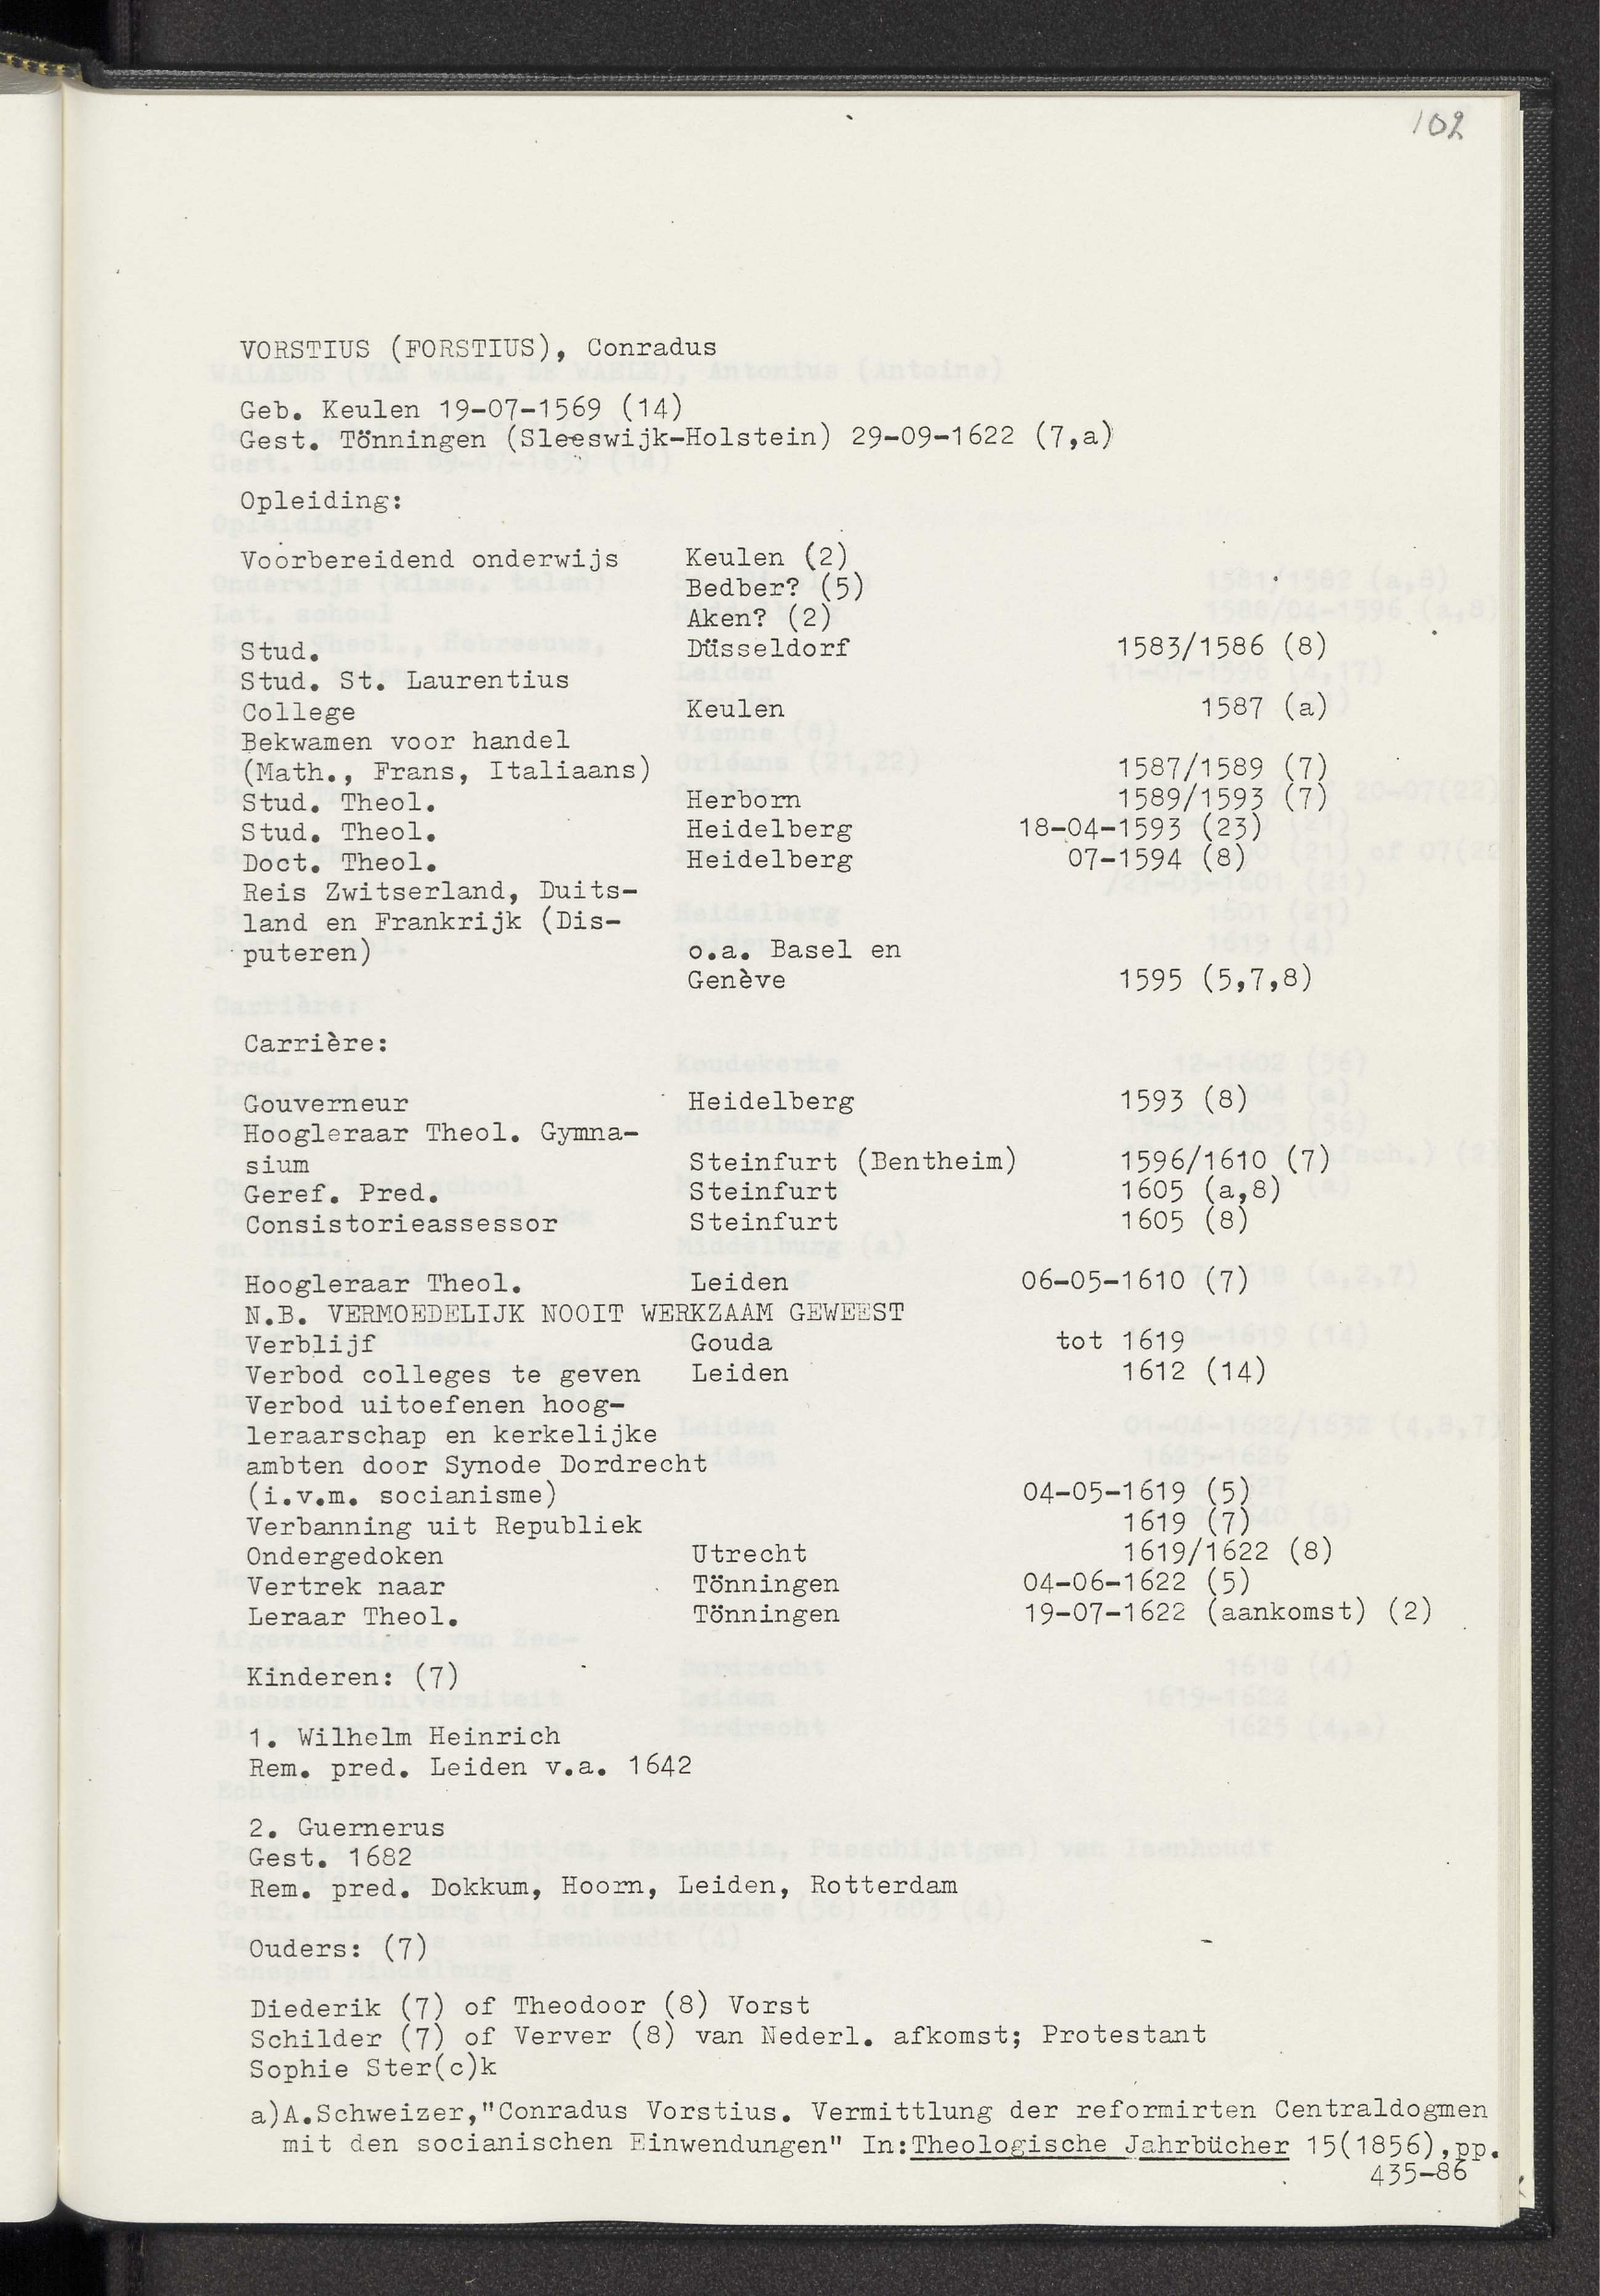 102
VORSTIUS (FORSTIUS), Conradus
Geb. Keulen 19-07-1569 (14)
Gest. Tönningen (Sleeswijk-Holstein) 29-09-1622 (7,a)
Opleiding:
Voorbereidend onderwijs Keulen (2)
Bedber? (5)
Aken? (2)
Stud. Düsseldorf 1583/1586 (8)
Stud. St. Laurentius
College Keulen 1587 (a)
Bekwamen voor handel
(Math., Frans, Italiaans) 1587/1589 (7)
Stud. Theol. Herborn 1589/1593 (7)
Stud. Theol. Heidelberg 18-04-1593 (23)
Doct. Theol. Heidelberg 07-1594 (8)
Reis Zwitserland, Duits-
land en Frankrijk (Dis-
puteren) o.a. Basel en
Genève 1595 (5,7,8)
Carrière:
Gouverneur Heidelberg 1593 (8)
Hoogleraar Theol. Gymna-
sium Steinfurt (Bentheim) 1596/1610 (7)
Geref. Pred. Steinfurt 1605 (a,8)
Consistorieassessor Steinfurt 1605 (8)
Hoogleraar Theol. Leiden 06-05-1610 (7)
N.B. VERMOEDELIJK NOOIT WERKZAAM GEWEEST
Verblijf Gouda tot 1619
Verbod colleges te geven Leiden 1612 (14)
Verbod uitoefenen hoog-
leraarschap en kerkelijke
ambten door Synode Dordrecht
(i.v.m. socianisme) 04-05-1619 (5)
Verbanning uit Republiek 1619 (7)
Ondergedoken Utrecht 1619/1622 (8)
Vertrek naar Tönningen 04-06-1622 (5)
Leraar Theol. Tönningen 19-07-1622 (aankomst) (2)
Kinderen: (7)
1. Wilhelm Heinrich
Rem. pred. Leiden v.a. 1642
2. Guernerus
Gest. 1682
Rem. pred. Dokkum, Hoorn, Leiden, Rotterdam
Ouders: (7)
Diederik (7) of Theodoor (8) Vorst
Schilder (7) of Verver (8) van Nederl. afkomst; Protestant
Sophie Ster(c)k
a)A.Schweizer,"Conradus Vorstius. Vermittlung der reformirten Centraldogmen
mit den socianischen Einwendungen" In:Theologische Jahrbücher 15(1856),pp.
435-86